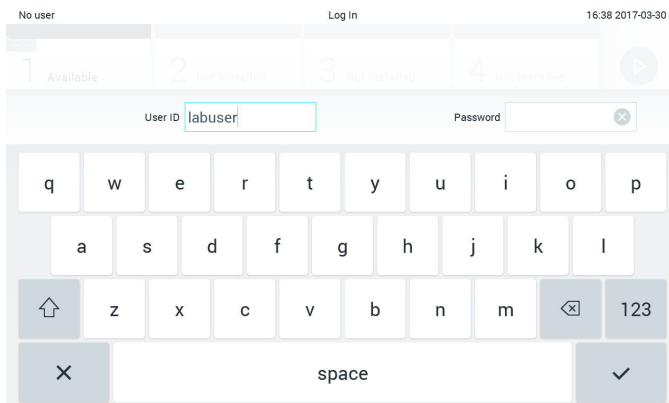 No user Log In 16:38 2017-03-30
1 Available 2 Not Installed 3 Not Installed 4 Not Installed
User ID labuser Password
q w e r t y u i o p
a s d f g h j k l
z x c v b n m 123
space